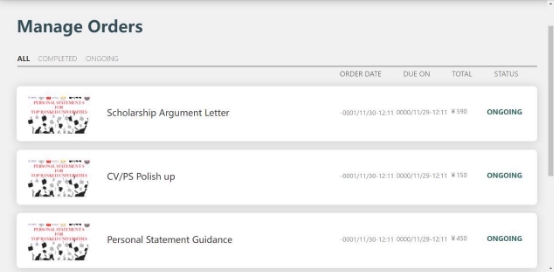 Manage Orders
ALL COMPLETED ONGOING
ORDER DATE DUE ON TOTAL STATUS
PERSONAL STATEMENTS
FOR
TOP RANKED UNIVERSITIES
Scholarship Argument Letter -0001/11/30-12:11 0000/11/29-12:11 ¥ 590 ONGOING
PERSONAL STATEMENTS
FOR
TOP RANKED UNIVERSITIES
CV/PS Polish up -0001/11/30-12:11 0000/11/29-12:11 ¥ 150 ONGOING
PERSONAL STATEMENTS
FOR
TOP RANKED UNIVERSITIES
Personal Statement Guidance -0001/11/30-12:11 0000/11/29-12:11 ¥ 450 ONGOING